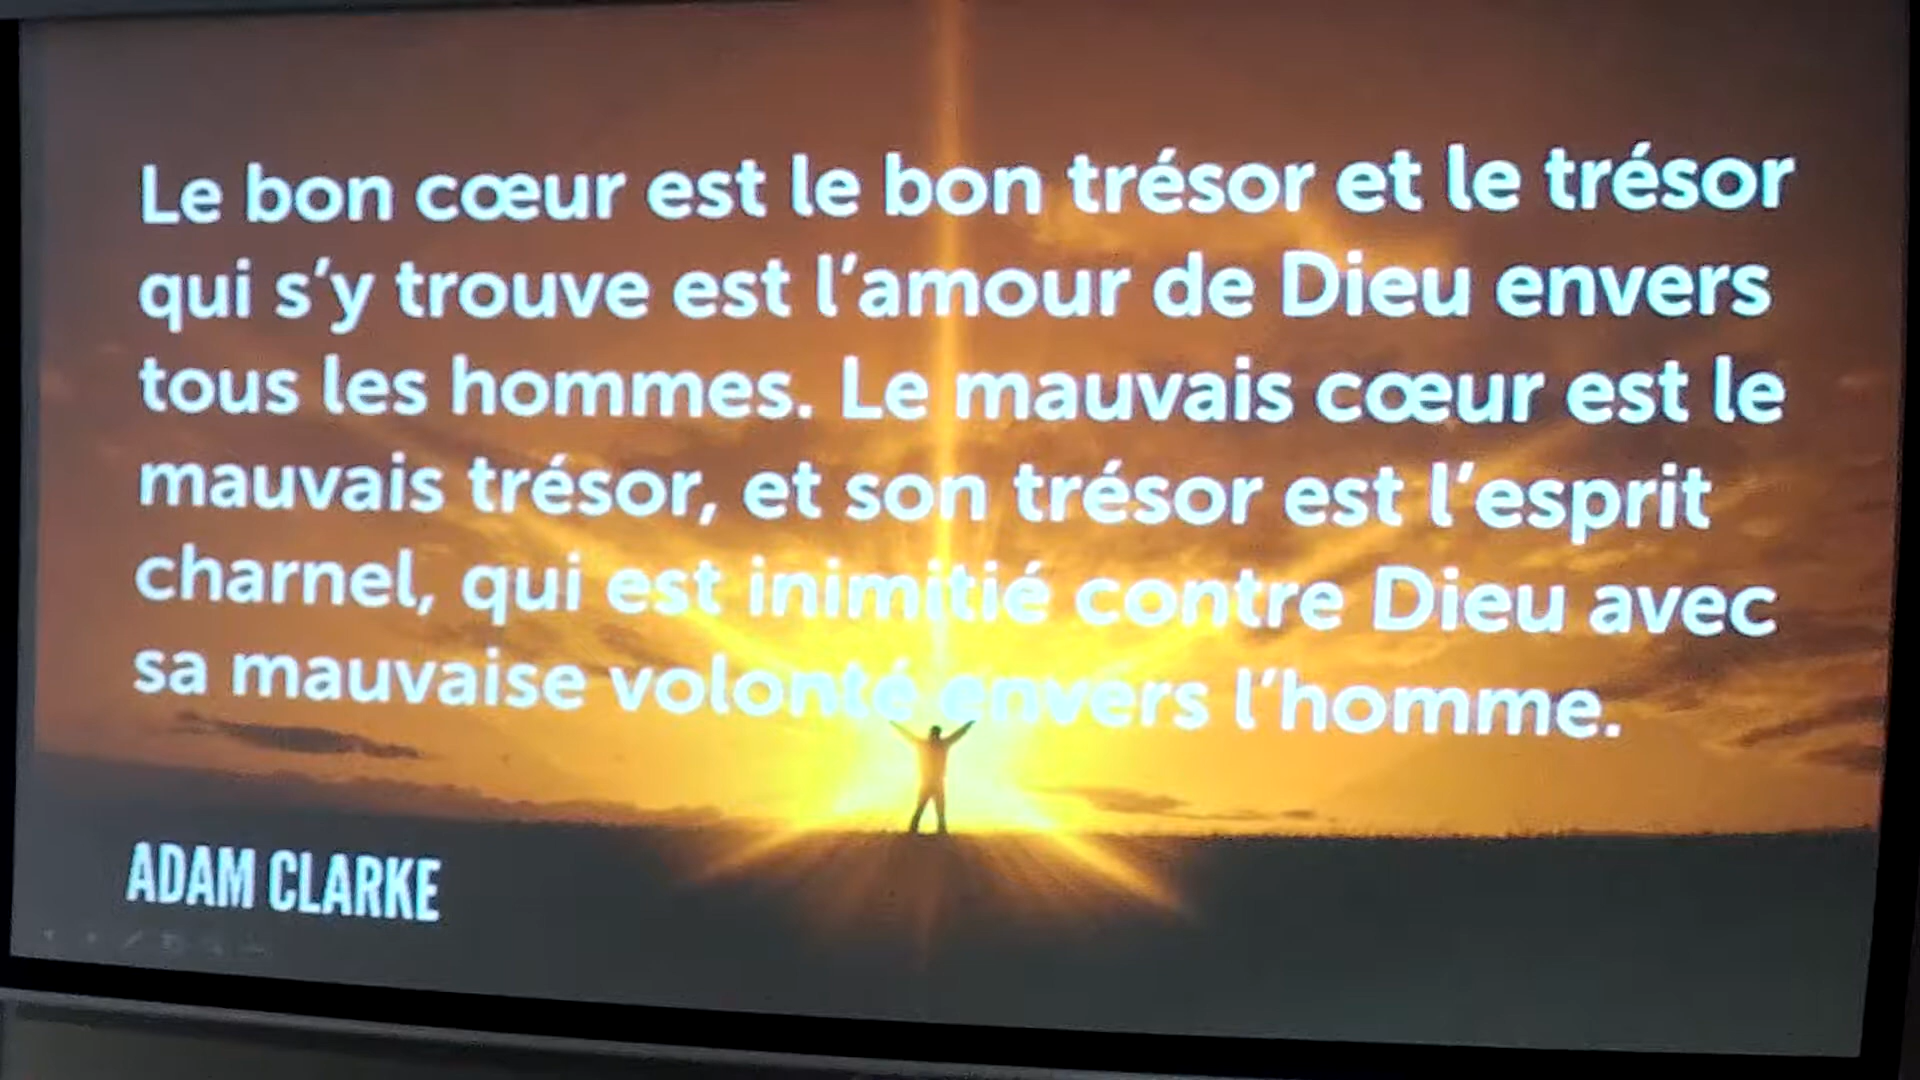 Le bon cœur est le bon trésor et le trésor
qui s’y trouve est l’amour de Dieu envers
tous les hommes. Le mauvais cœur est le
mauvais trésor, et son trésor est l’esprit
charnel, qui est inimitié contre Dieu avec
sa mauvaise volonté envers l’homme.
ADAM CLARKE